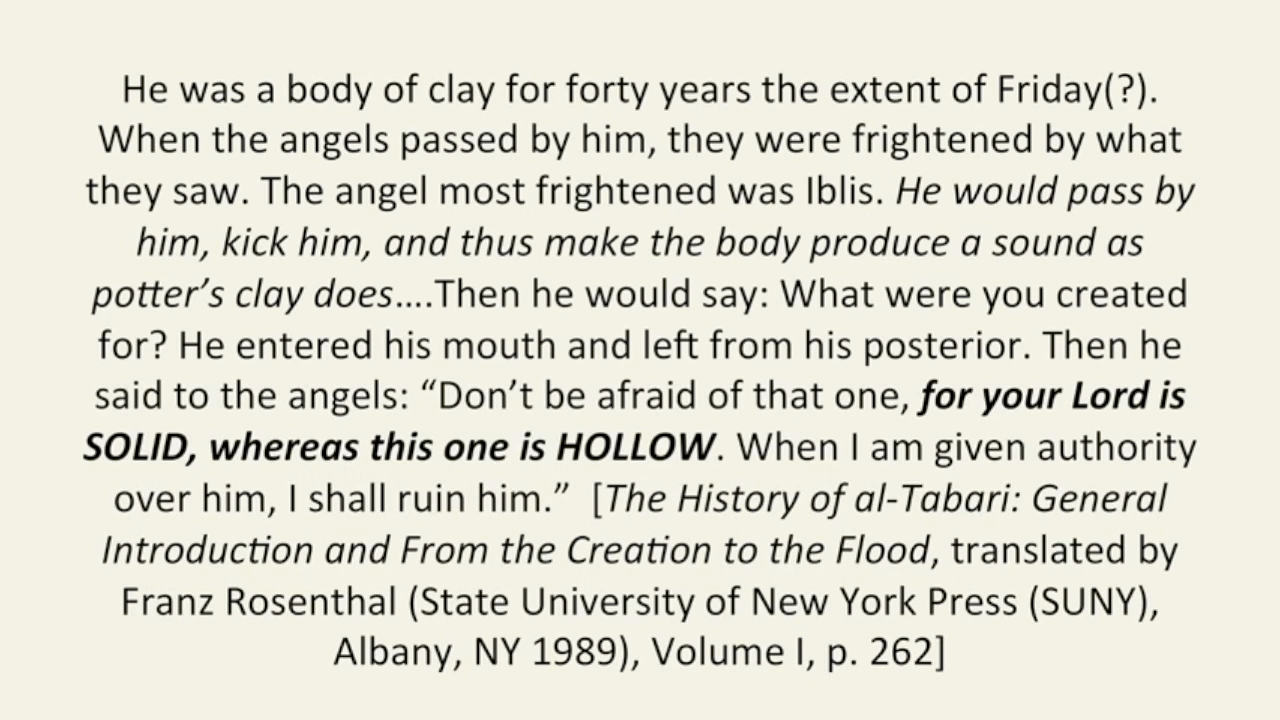 He was a body of clay for forty years the extent of Friday(?).
When the angels passed by him, they were frightened by what
they saw. The angel most frightened was Iblis. He would pass by
him, kick him, and thus make the body produce a sound as
potter’s clay does….Then he would say: What were you created
for? He entered his mouth and left from his posterior. Then he
said to the angels: “Don’t be afraid of that one, for your Lord is
SOLID, whereas this one is HOLLOW. When I am given authority
over him, I shall ruin him.” [The History of al-Tabari: General
Introduction and From the Creation to the Flood, translated by
Franz Rosenthal (State University of New York Press (SUNY),
Albany, NY 1989), Volume I, p. 262]